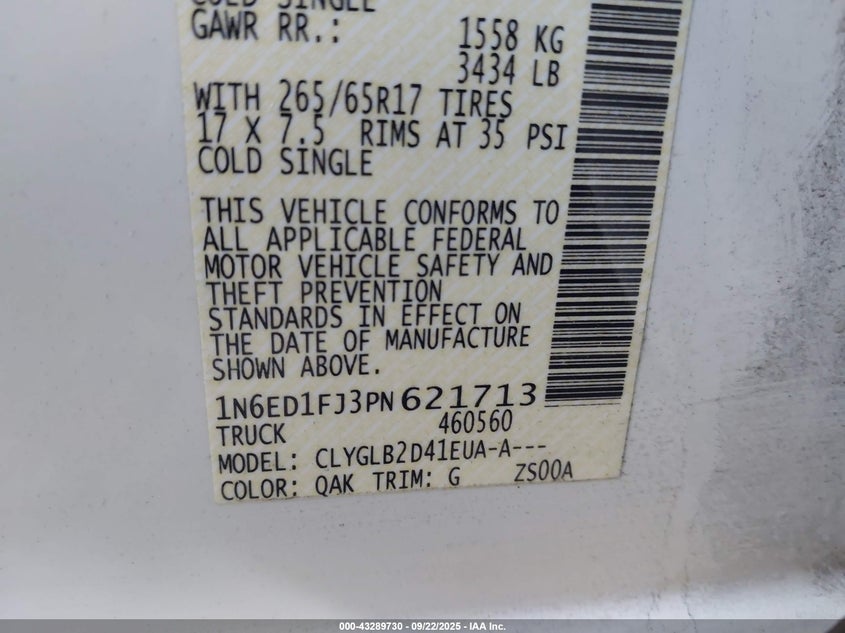 COLD SINGLE
GAWR RR.: 1558 KG
3434 LB
WITH 265/65R17 TIRES
17 X 7.5 RIMS AT 35 PSI
COLD SINGLE
THIS VEHICLE CONFORMS TO
ALL APPLICABLE FEDERAL
MOTOR VEHICLE SAFETY AND
THEFT PREVENTION
STANDARDS IN EFFECT ON
THE DATE OF MANUFACTURE
SHOWN ABOVE.
1N6ED1FJ3PN621713
TRUCK 460560
MODEL: CLYGLB2D41EUA-A---
COLOR: QAK TRIM: G ZS00A
000-43289730 - 09/22/2025 - IAA Inc.